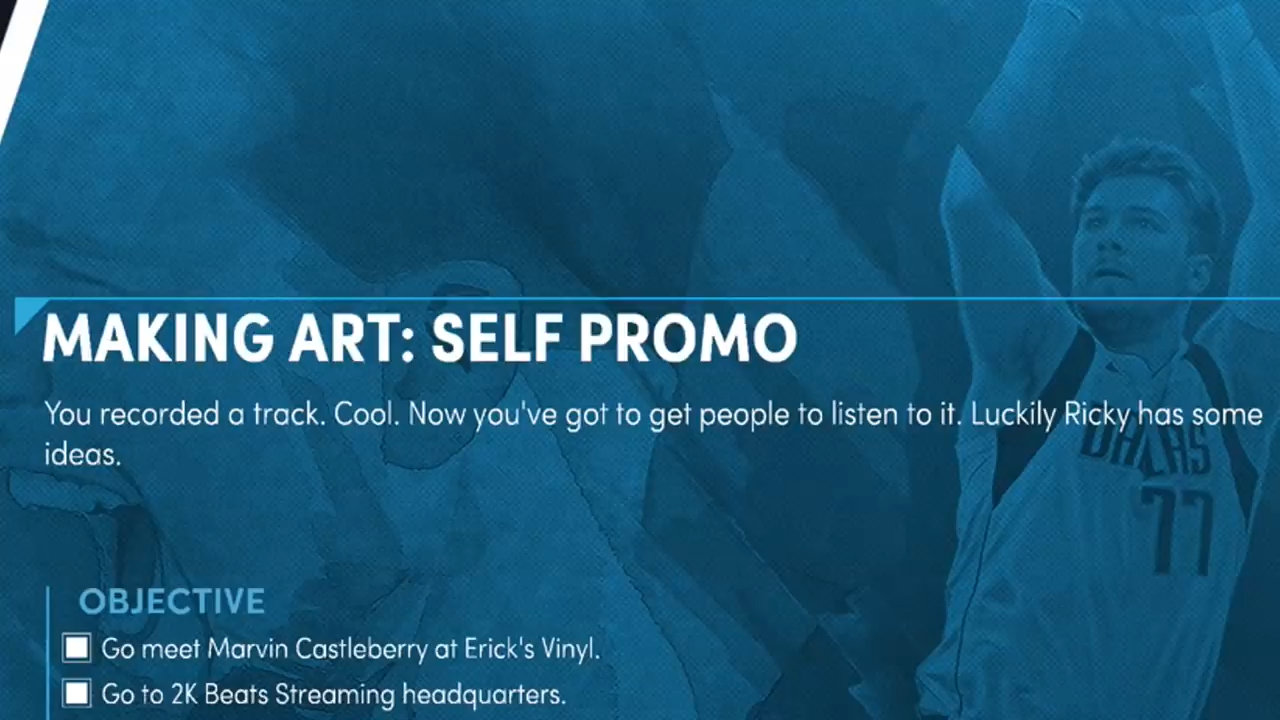 MAKING ART: SELF PROMO
You recorded a track. Cool. Now you've got to get people to listen to it. Luckily Ricky has some
ideas.
DALLAS
77
OBJECTIVE
Go meet Marvin Castleberry at Erick's Vinyl.
Go to 2K Beats Streaming headquarters.